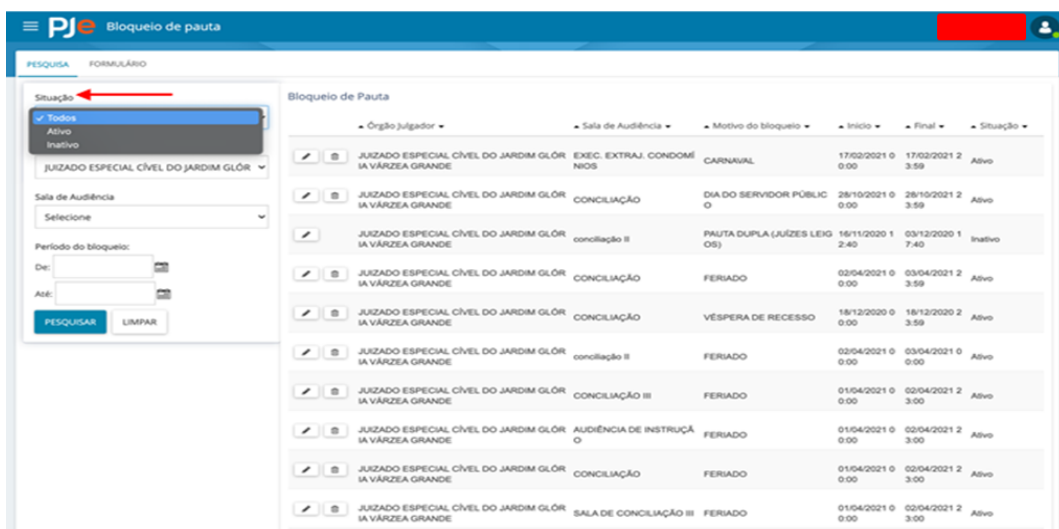 PJe Bloqueio de pauta
PESQUISA FORMULÁRIO
Situação
✓ Todos
Ativo
Inativo
JUIZADO ESPECIAL CÍVEL DO JARDIM GLÓR
Sala de Audiência
Selecione
Período do bloqueio:
De:
Até:
PESQUISAR LIMPAR
Bloqueio de Pauta
Órgão Julgador Sala de Audiência Motivo do bloqueio Inicio Final Situação
JUIZADO ESPECIAL CÍVEL DO JARDIM GLÓR EXEC. EXTRAJ. CONDOMÍ CARNAVAL 17/02/2021 0 17/02/2021 2 Ativo
IA VÁRZEA GRANDE NIOS 0:00 3:59
JUIZADO ESPECIAL CÍVEL DO JARDIM GLÓR CONCILIAÇÃO DIA DO SERVIDOR PÚBLIC 28/10/2021 0 28/10/2021 2 Ativo
IA VÁRZEA GRANDE O 0:00 3:59
JUIZADO ESPECIAL CÍVEL DO JARDIM GLÓR conciliação II PAUTA DUPLA (JUÍZES LEIG 16/11/2020 1 03/12/2020 1 Inativo
IA VÁRZEA GRANDE OS) 2:40 7:40
JUIZADO ESPECIAL CÍVEL DO JARDIM GLÓR CONCILIAÇÃO FERIADO 02/04/2021 0 03/04/2021 2 Ativo
IA VÁRZEA GRANDE 0:00 3:59
JUIZADO ESPECIAL CÍVEL DO JARDIM GLÓR CONCILIAÇÃO VÉSPERA DE RECESSO 18/12/2020 0 18/12/2020 2 Ativo
IA VÁRZEA GRANDE 0:00 3:59
JUIZADO ESPECIAL CÍVEL DO JARDIM GLÓR conciliação II FERIADO 02/04/2021 0 03/04/2021 0 Ativo
IA VÁRZEA GRANDE 0:00 0:00
JUIZADO ESPECIAL CÍVEL DO JARDIM GLÓR CONCILIAÇÃO III FERIADO 01/04/2021 0 02/04/2021 2 Ativo
IA VÁRZEA GRANDE 0:00 3:00
JUIZADO ESPECIAL CÍVEL DO JARDIM GLÓR AUDIÊNCIA DE INSTRUÇÃ FERIADO 01/04/2021 0 02/04/2021 2 Ativo
IA VÁRZEA GRANDE O 0:00 3:00
JUIZADO ESPECIAL CÍVEL DO JARDIM GLÓR CONCILIAÇÃO FERIADO 01/04/2021 0 02/04/2021 2 Ativo
IA VÁRZEA GRANDE 0:00 3:00
JUIZADO ESPECIAL CÍVEL DO JARDIM GLÓR SALA DE CONCILIAÇÃO III FERIADO 01/04/2021 0 02/04/2021 2 Ativo
IA VÁRZEA GRANDE 0:00 3:00